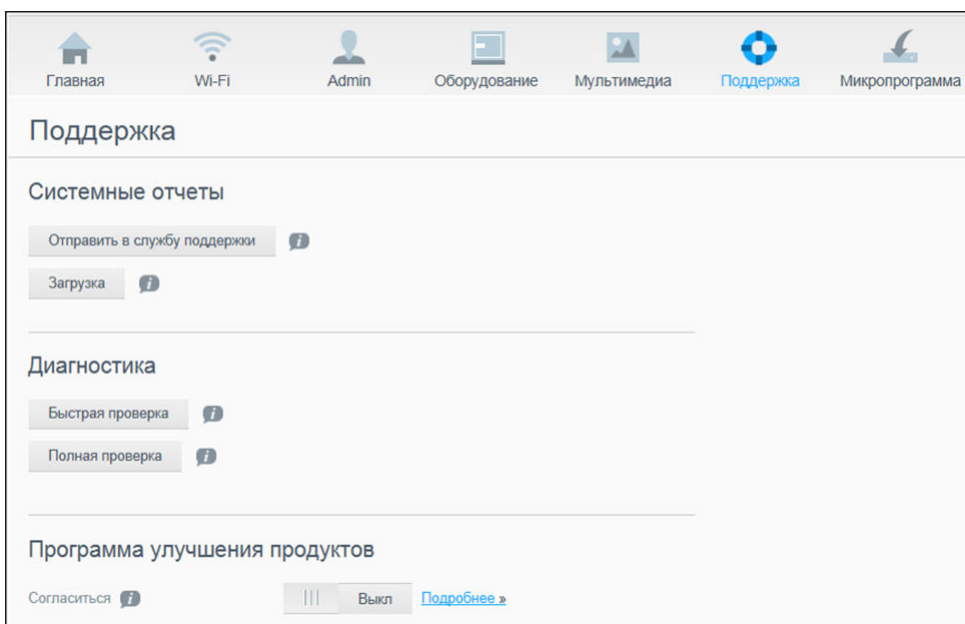 Главная Wi-Fi Admin Оборудование Мультимедиа Поддержка Микропрограмма
Поддержка
Системные отчеты
Отправить в службу поддержки
Загрузка
Диагностика
Быстрая проверка
Полная проверка
Программа улучшения продуктов
Согласиться Выкл Подробнее »